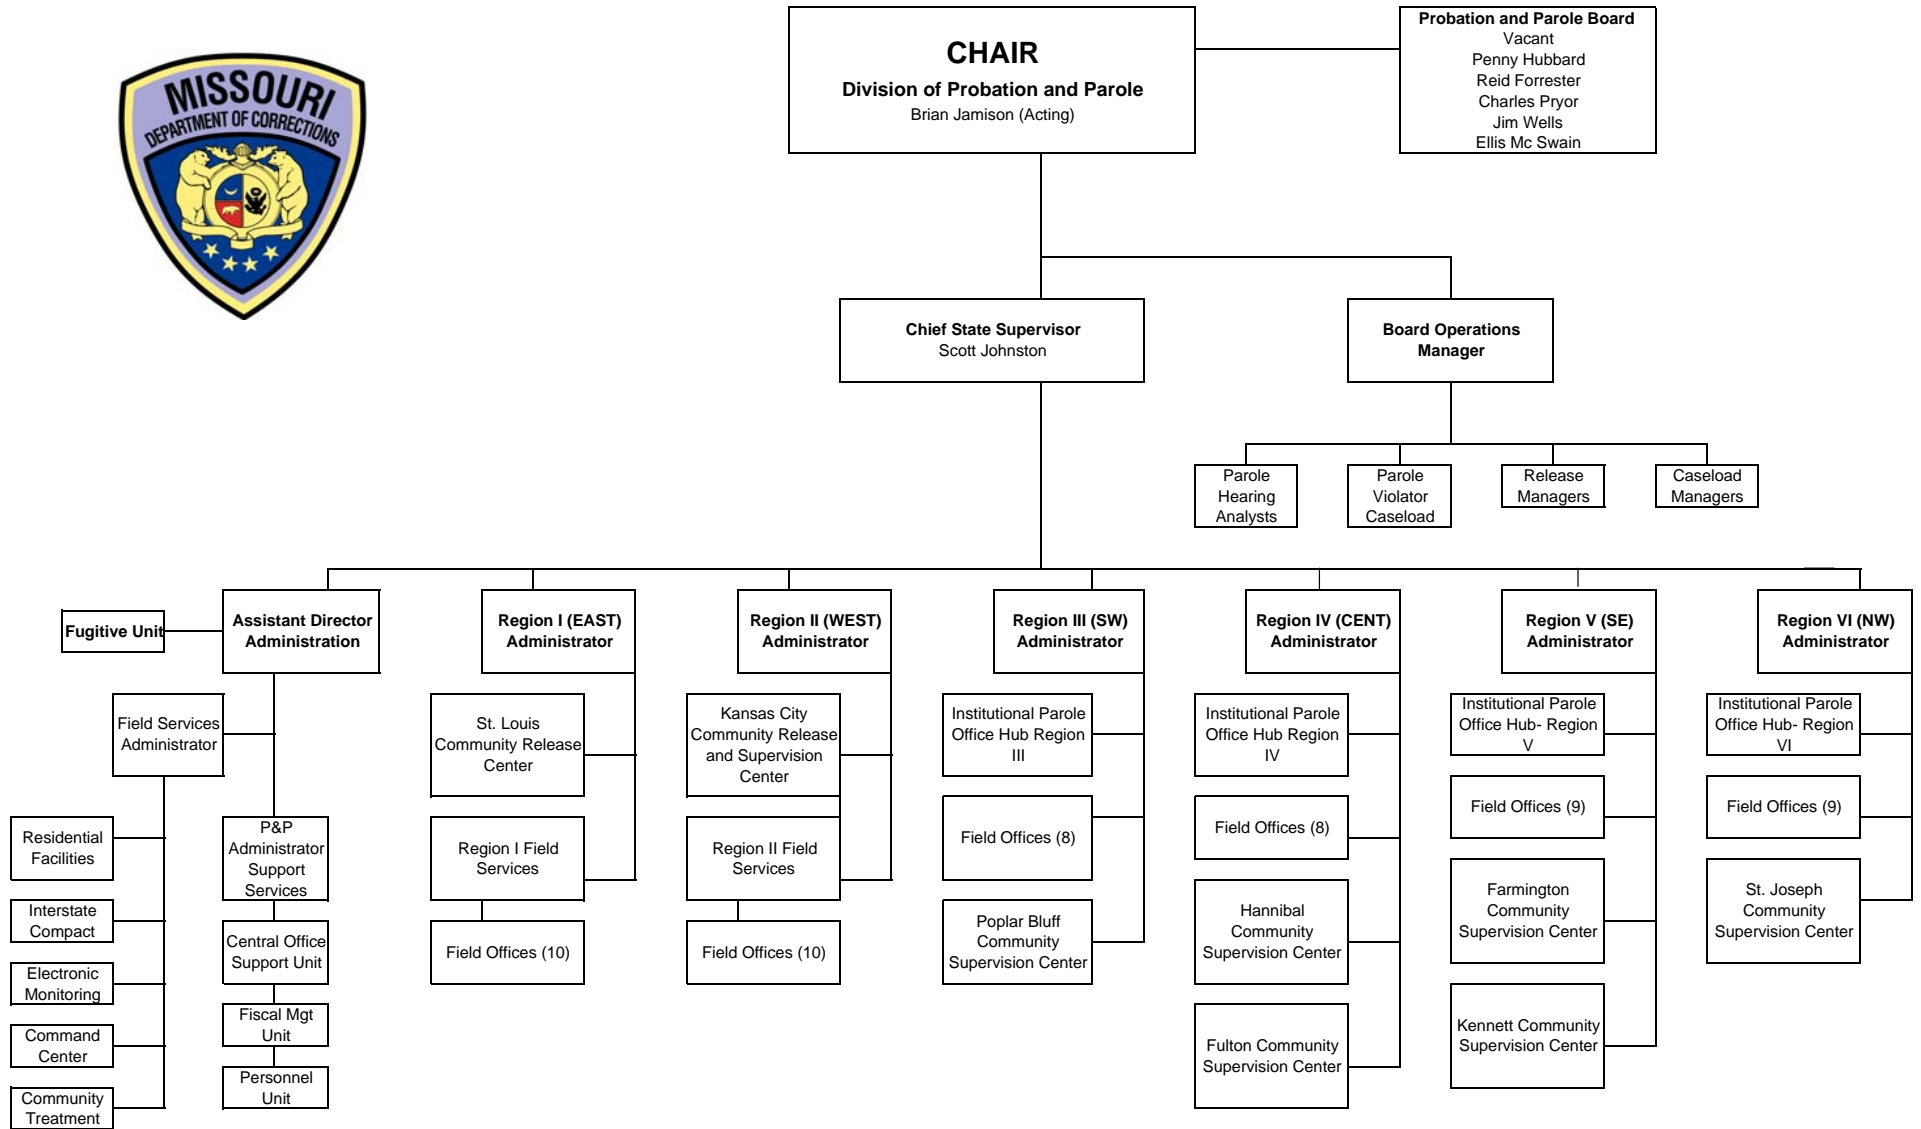 MISSOURI
DEPARTMENT OF CORRECTIONS
CHAIR
Division of Probation and Parole
Brian Jamison (Acting)
Probation and Parole Board
Vacant
Penny Hubbard
Reid Forrester
Charles Pryor
Jim Wells
Ellis Mc Swain
Chief State Supervisor
Scott Johnston
Board Operations
Manager
Parole
Hearing
Analysts
Parole
Violator
Caseload
Release
Managers
Caseload
Managers
Fugitive Unit
Assistant Director
Administration
Region I (EAST)
Administrator
Region II (WEST)
Administrator
Region III (SW)
Administrator
Region IV (CENT)
Administrator
Region V (SE)
Administrator
Region VI (NW)
Administrator
Field Services
Administrator
Residential
Facilities
Interstate
Compact
Electronic
Monitoring
Command
Center
Community
Treatment
P&P
Administrator
Support
Services
Central Office
Support Unit
Fiscal Mgt
Unit
Personnel
Unit
St. Louis
Community Release
Center
Region I Field
Services
Field Offices (10)
Kansas City
Community Release
and Supervision
Center
Region II Field
Services
Field Offices (10)
Institutional Parole
Office Hub Region
III
Field Offices (8)
Poplar Bluff
Community
Supervision Center
Institutional Parole
Office Hub Region
IV
Field Offices (8)
Hannibal
Community
Supervision Center
Fulton Community
Supervision Center
Institutional Parole
Office Hub- Region
V
Field Offices (9)
Farmington
Community
Supervision Center
Kennett Community
Supervision Center
Institutional Parole
Office Hub- Region
VI
Field Offices (9)
St. Joseph
Community
Supervision Center